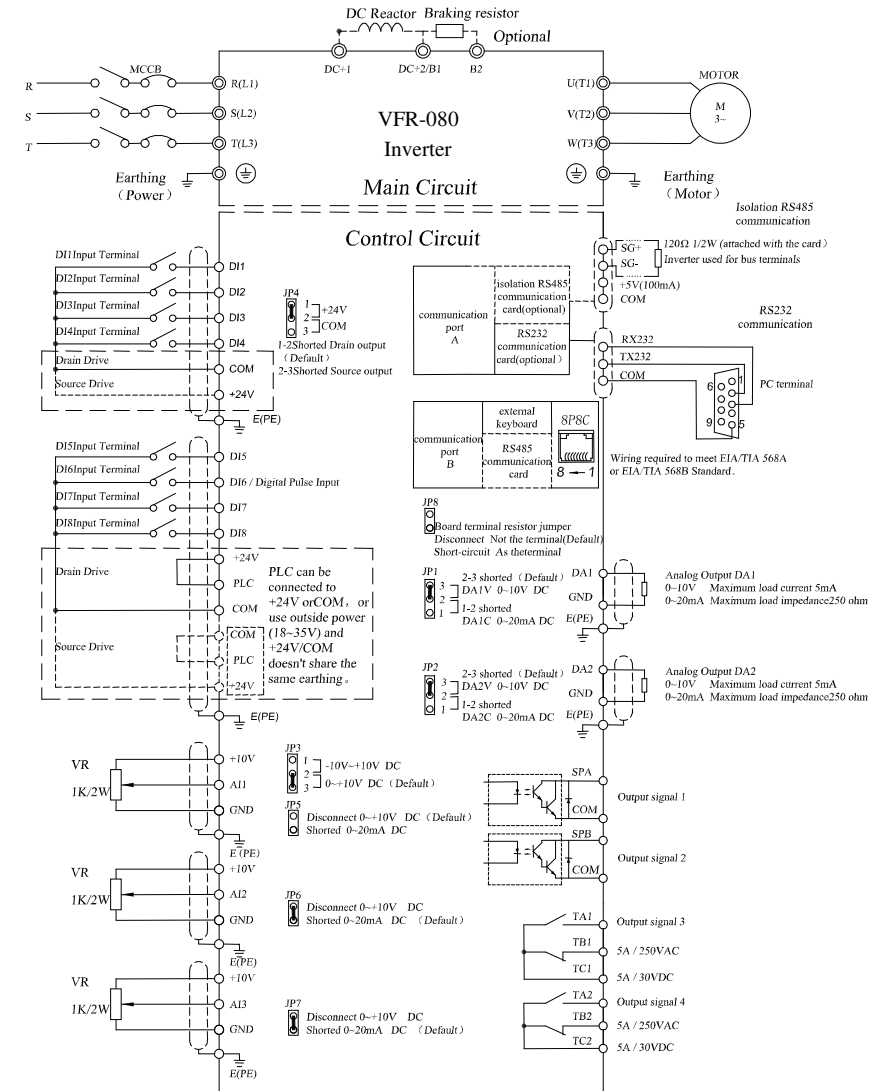 DC Reactor Braking resistor
Optional
DC+1
DC+2/B1
B2
MCCB
R
R(L1)
S
S(L2)
T
T(L3)
VFR-080
Inverter
U(T1)
V(T2)
W(T3)
MOTOR
M
3~
Earthing
（Power）
Main Circuit
Earthing
（Motor）
Control Circuit
Isolation RS485
communication
SG+
SG-
+5V(100mA)
COM
120Ω 1/2W (attached with the card）
Inverter used for bus terminals
DI1Input Terminal
DI1
DI2Input Terminal
DI2
DI3Input Terminal
DI3
DI4Input Terminal
DI4
Drain Drive
COM
Source Drive
+24V
E(PE)
JP4
1
2
3
+24V
COM
1-2Shorted Drain output
（Default）
2-3Shorted Source output
communication
port
A
isolation RS485
communication
card(optional)
RS232
communication
card(optional）
RS232
communication
RX232
TX232
COM
6
1
9
5
PC terminal
communication
port
B
external
keyboard
RS485
communication
card
8P8C
8
1
Wiring required to meet EIA/TIA 568A
or EIA/TIA 568B Standard.
DI5Input Terminal
DI5
DI6Input Terminal
DI6 / Digital Pulse Input
DI7Input Terminal
DI7
DI8Input Terminal
DI8
Drain Drive
+24V
PLC
COM
Source Drive
COM
PLC
+24V
E(PE)
PLC can be
connected to
+24V orCOM，or
use outside power
(18~35V) and
+24V/COM
doesn't share the
same earthing。
JP8
Board terminal resistor jumper
Disconnect Not the terminal(Default)
Short-circuit As theterminal
JP1
3
2
1
2-3 shorted（Default）
DA1V 0~10V DC
1-2 shorted
DA1C 0~20mA DC
DA1
GND
E(PE)
Analog Output DA1
0~10V Maximum load current 5mA
0~20mA Maximum load impedance250 ohm
JP2
3
2
1
2-3 shorted（Default）
DA2V 0~10V DC
1-2 shorted
DA2C 0~20mA DC
DA2
GND
E(PE)
Analog Output DA2
0~10V Maximum load current 5mA
0~20mA Maximum load impedance250 ohm
VR
1K/2W
+10V
AI1
GND
E (PE)
JP3
1
2
3
-10V~+10V DC
0~+10V DC（Default）
JP5
Disconnect 0~+10V DC（Default）
Shorted 0~20mA DC
SPA
COM
Output signal 1
SPB
COM
Output signal 2
VR
1K/2W
+10V
AI2
GND
E(PE)
JP6
Disconnect 0~+10V DC
Shorted 0~20mA DC （Default）
TA1
Output signal 3
TB1
5A / 250VAC
TC1
5A / 30VDC
VR
1K/2W
+10V
AI3
GND
E(PE)
JP7
Disconnect 0~+10V DC
Shorted 0~20mA DC （Default）
TA2
Output signal 4
TB2
5A / 250VAC
TC2
5A / 30VDC